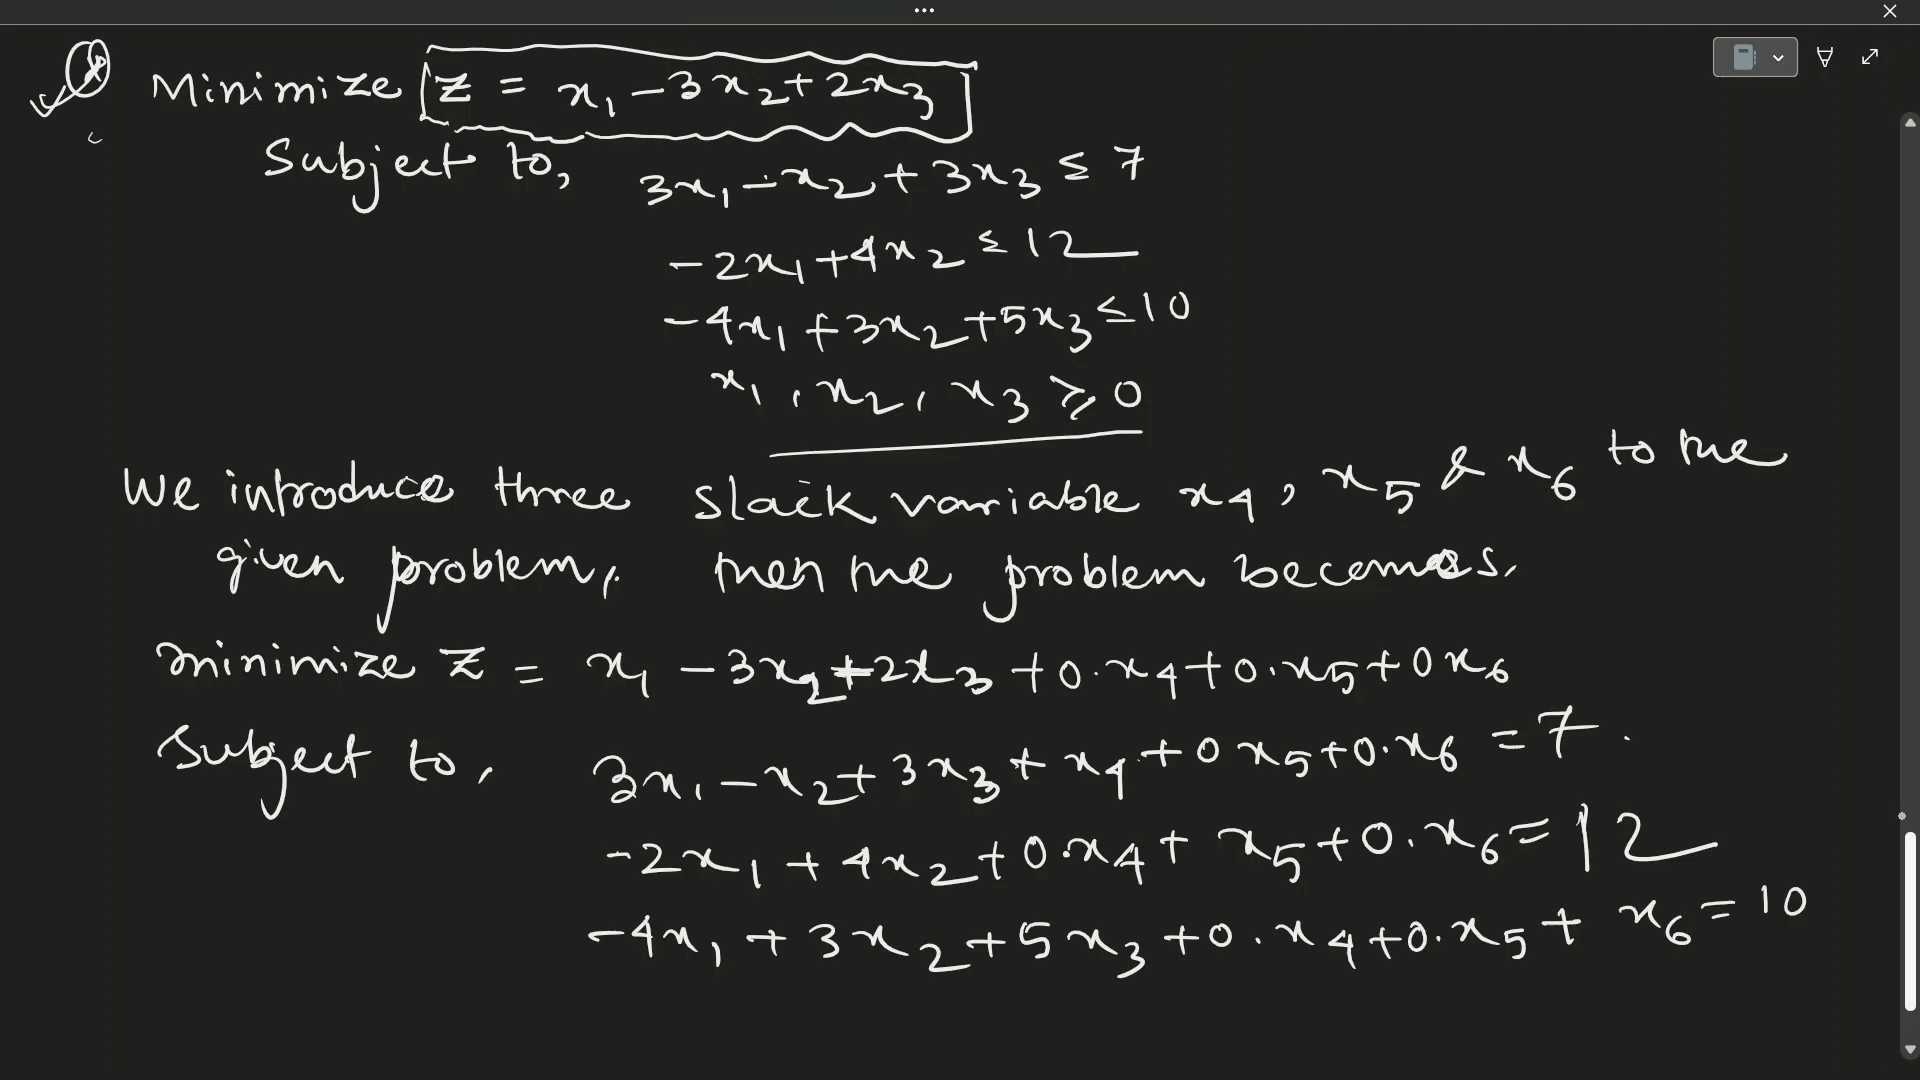 Minimize z = x₁ - 3x₂ + 2x₃
Subject to, 3x₁ - x₂ + 3x₃ ≤ 7
-2x₁ + 4x₂ ≤ 12
-4x₁ + 3x₂ + 5x₃ ≤ 10
x₁, x₂, x₃ ≥ 0
We introduce three slack variable x₄, x₅ & x₆ to the
given problem, then the problem becomes,
minimize z = x₁ - 3x₂ + 2x₃ + 0.x₄ + 0.x₅ + 0x₆
Subject to, 3x₁ - x₂ + 3x₃ + x₄ + 0x₅ + 0.x₆ = 7.
-2x₁ + 4x₂ + 0.x₄ + x₅ + 0.x₆ = 12
-4x₁ + 3x₂ + 5x₃ + 0.x₄ + 0.x₅ + x₆ = 10